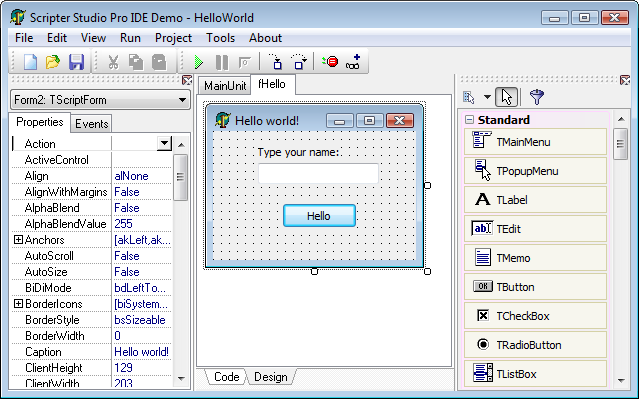 Scripter Studio Pro IDE Demo - HelloWorld
File Edit View Run Project Tools About
Form2: TScriptForm
Properties Events
Action
ActiveControl
Align alNone
AlignWithMargins False
AlphaBlend False
AlphaBlendValue 255
Anchors [akLeft,ak...
AutoScroll False
AutoSize False
BiDiMode bdLeftTo...
BorderIcons [biSystem...
BorderStyle bsSizeable
BorderWidth 0
Caption Hello world!
ClientHeight 129
ClientWidth 203
MainUnit fHello
Hello world!
Type your name:
Hello
Code Design
Standard
TMainMenu
TPopupMenu
A TLabel
ab TEdit
TMemo
OK TButton
TCheckBox
TRadioButton
TListBox